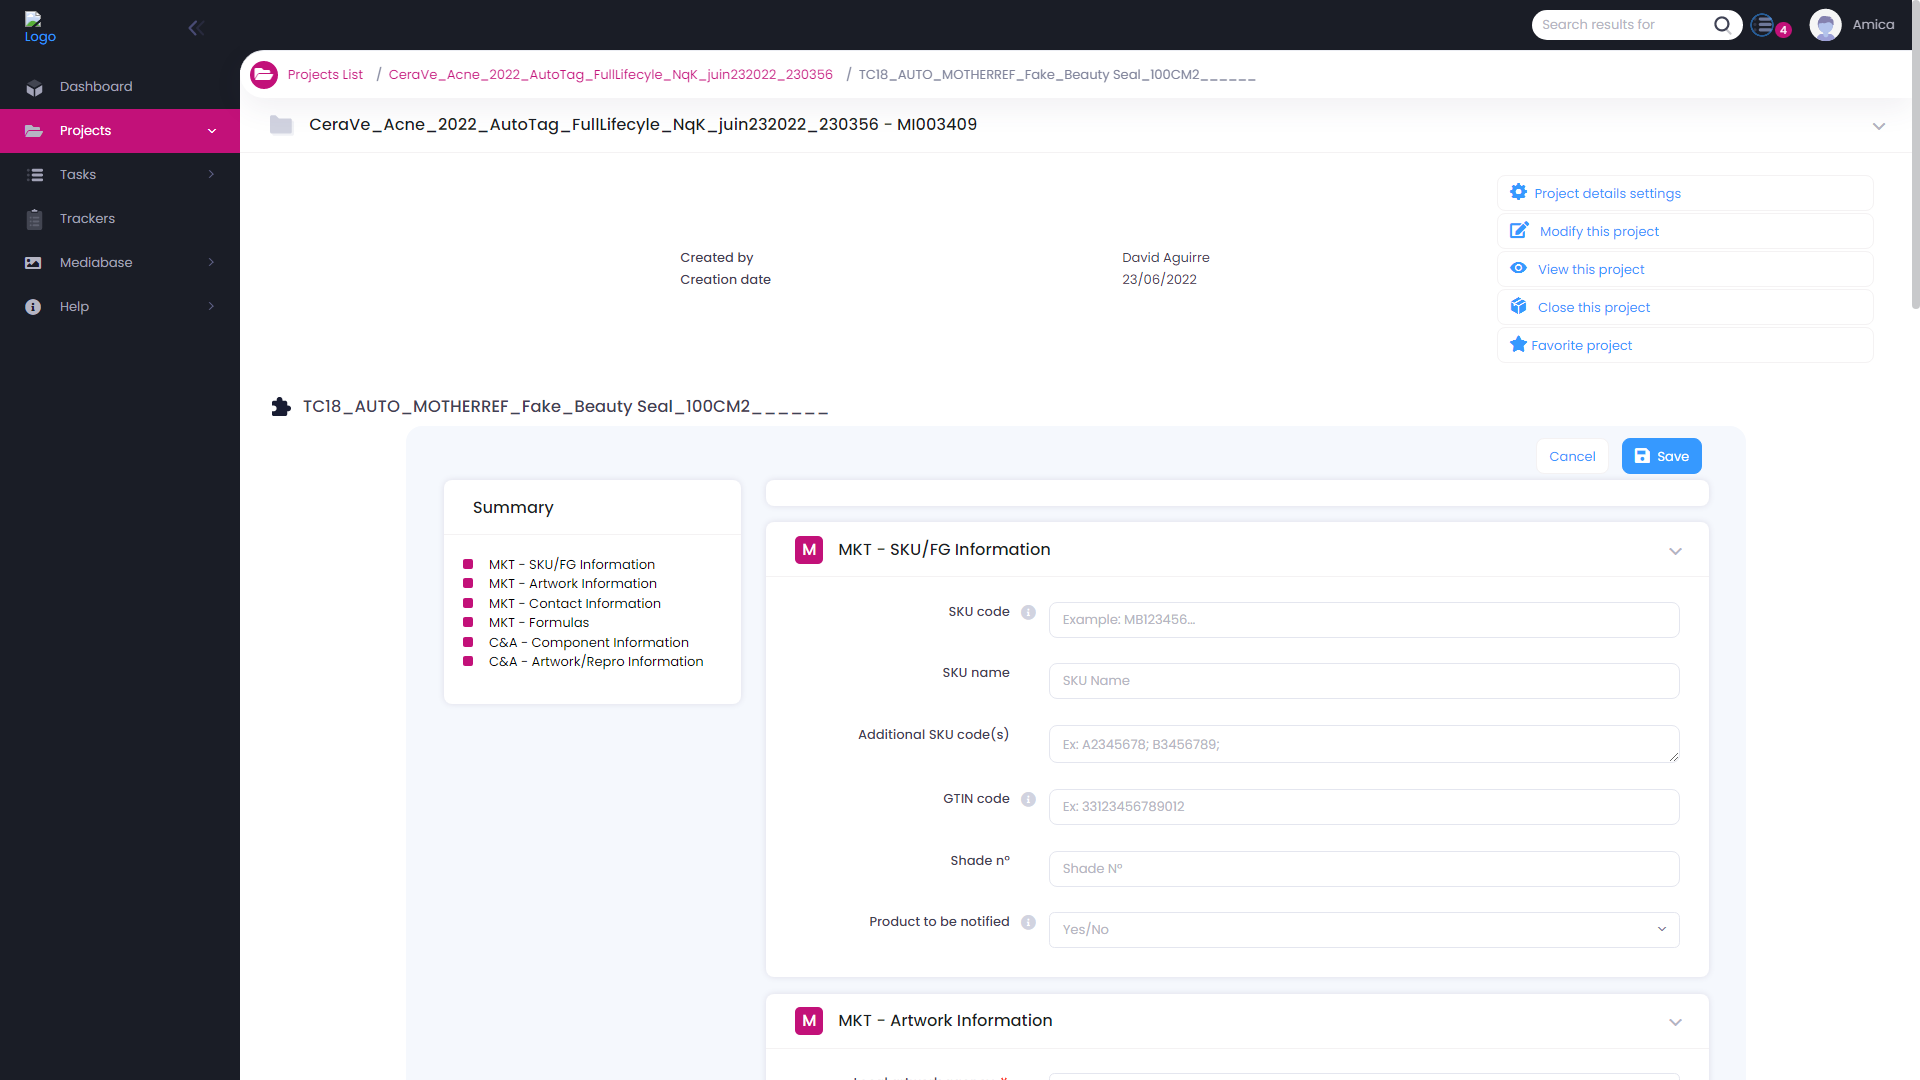 Logo
Search results for
4
Amica
Dashboard
Projects
Tasks
Trackers
Mediabase
Help
Projects List / CeraVe_Acne_2022_AutoTag_FullLifecyle_NqK_juin232022_230356 / TC18_AUTO_MOTHERREF_Fake_Beauty Seal_100CM2______
CeraVe_Acne_2022_AutoTag_FullLifecyle_NqK_juin232022_230356 - MI003409
Created by David Aguirre
Creation date 23/06/2022
Project details settings
Modify this project
View this project
Close this project
Favorite project
TC18_AUTO_MOTHERREF_Fake_Beauty Seal_100CM2______
Cancel
Save
Summary
MKT - SKU/FG Information
MKT - Artwork Information
MKT - Contact Information
MKT - Formulas
C&A - Component Information
C&A - Artwork/Repro Information
M MKT - SKU/FG Information
SKU code Example: MB123456...
SKU name SKU Name
Additional SKU code(s) Ex: A2345678; B3456789;
GTIN code Ex: 33123456789012
Shade n° Shade N°
Product to be notified Yes/No
M MKT - Artwork Information